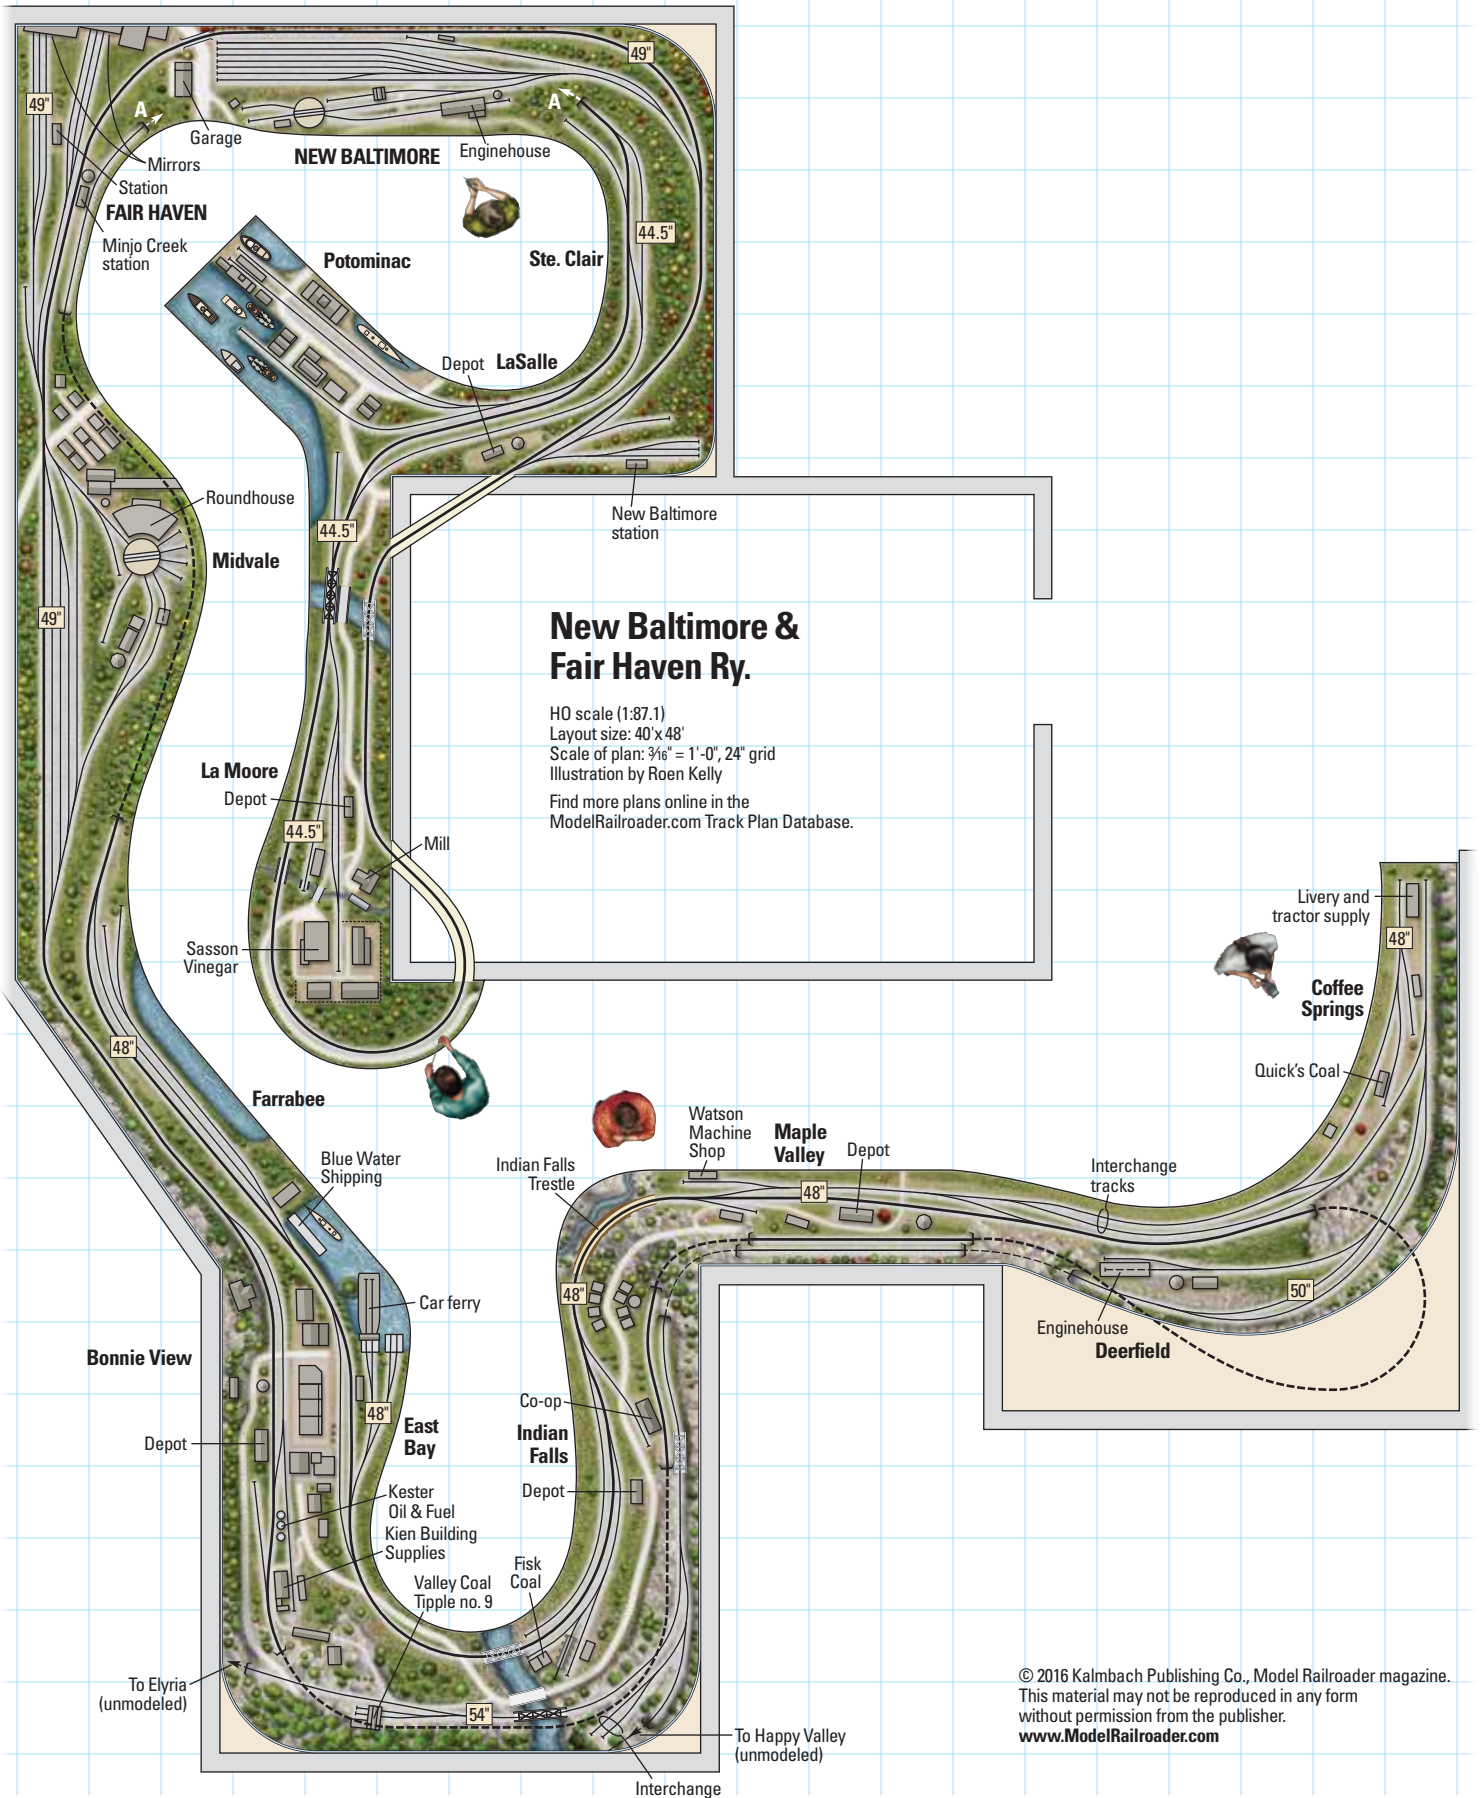 49"
49"
A
A
Garage
Mirrors
Station
FAIR HAVEN
Minjo Creek
station
NEW BALTIMORE
Enginehouse
44.5"
Potominac
Ste. Clair
Depot
LaSalle
Roundhouse
Midvale
49"
44.5"
New Baltimore
station
New Baltimore &
Fair Haven Ry.
HO scale (1:87.1)
Layout size: 40'x 48'
Scale of plan: 3⁄16" = 1'-0", 24" grid
Illustration by Roen Kelly
Find more plans online in the
ModelRailroader.com Track Plan Database.
La Moore
Depot
44.5"
Mill
Sasson
Vinegar
Livery and
tractor supply
48"
Coffee
Springs
Quick's Coal
48"
Farrabee
Blue Water
Shipping
Indian Falls
Trestle
Watson
Machine
Shop
Maple
Valley
Depot
48"
Interchange
tracks
48"
Car ferry
50"
Enginehouse
Deerfield
Bonnie View
Depot
48"
East
Bay
Co-op
Indian
Falls
Depot
Kester
Oil & Fuel
Kien Building
Supplies
Valley Coal
Tipple no. 9
Fisk
Coal
To Elyria
(unmodeled)
54"
To Happy Valley
(unmodeled)
Interchange
© 2016 Kalmbach Publishing Co., Model Railroader magazine.
This material may not be reproduced in any form
without permission from the publisher.
www.ModelRailroader.com